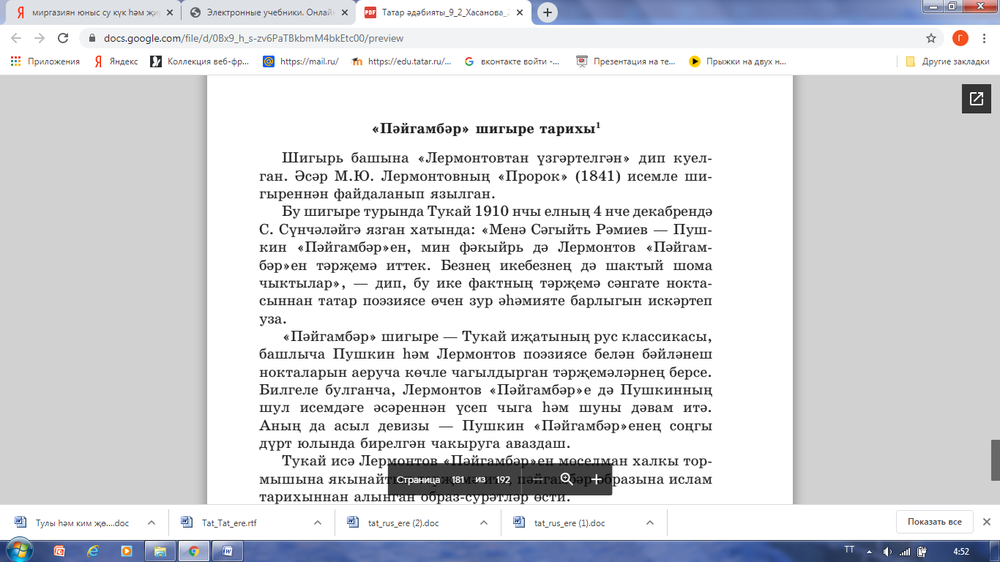 миргазиян юныс су күк һәм җир
Электронные учебники. Онлайн
Татар әдәбияты_9_2_Хасанова_
docs.google.com/file/d/0Bx9_h_s-zv6PaTBkbmM4bkEtc00/preview
Г
Приложения Яндекс Коллекция веб-фр... https://mail.ru/ https://edu.tatar.ru/... вконтакте войти -... Презентация на те... Прыжки на двух н... Другие закладки
«Пәйгамбәр» шигыре тарихы¹
Шигырь башына «Лермонтовтан үзгәртелгән» дип куел-
ган. Әсәр М.Ю. Лермонтовның «Пророк» (1841) исемле ши-
гыреннән файдаланып язылган.
Бу шигыре турында Тукай 1910 нчы елның 4 нче декабрендә
С. Сүнчәләйгә язган хатында: «Менә Сәгыйть Рәмиев — Пуш-
кин «Пәйгамбәр»ен, мин фәкыйрь дә Лермонтов «Пәйгам-
бәр»ен тәрҗемә иттек. Безнең икебезнең дә шактый шома
чыктылар», — дип, бу ике фактның тәрҗемә сәнгате нокта-
сыннан татар поэзиясе өчен зур әһәмияте барлыгын искәртеп
уза.
«Пәйгамбәр» шигыре — Тукай иҗатының рус классикасы,
башлыча Пушкин һәм Лермонтов поэзиясе белән бәйләнеш
нокталарын аеруча көчле чагылдырган тәрҗемәләрнең берсе.
Билгеле булганча, Лермонтов «Пәйгамбәр»е дә Пушкинның
шул исемдәге әсәреннән үсеп чыга һәм шуны дәвам итә.
Аның да асыл девизы — Пушкин «Пәйгамбәр»енең соңгы
дүрт юлында бирелгән чакыруга аваздаш.
Тукай исә Лермонтов «Пәйгамбәр»ен мөселман халкы тор-
мышына пәйгамбәр образына ислам
тарихыннан алынган образ-сурәтләр өсти.
Страница 181 из 192
Тулы һәм ким җө....doc Tat_Tat_ere.rtf tat_rus_ere (2).doc tat_rus_ere (1).doc Показать все
TT 4:52